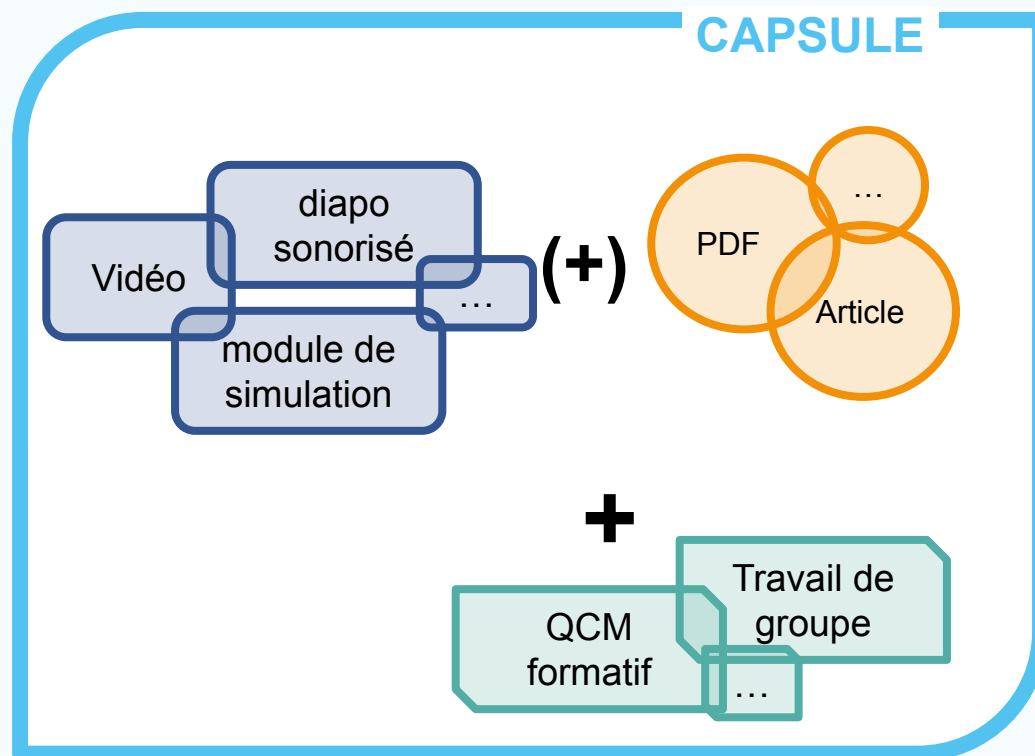 CAPSULE
diapo
sonorisé
Vidéo
…
module de
simulation
(+)
…
PDF
Article
+
Travail de
groupe
QCM
formatif
…